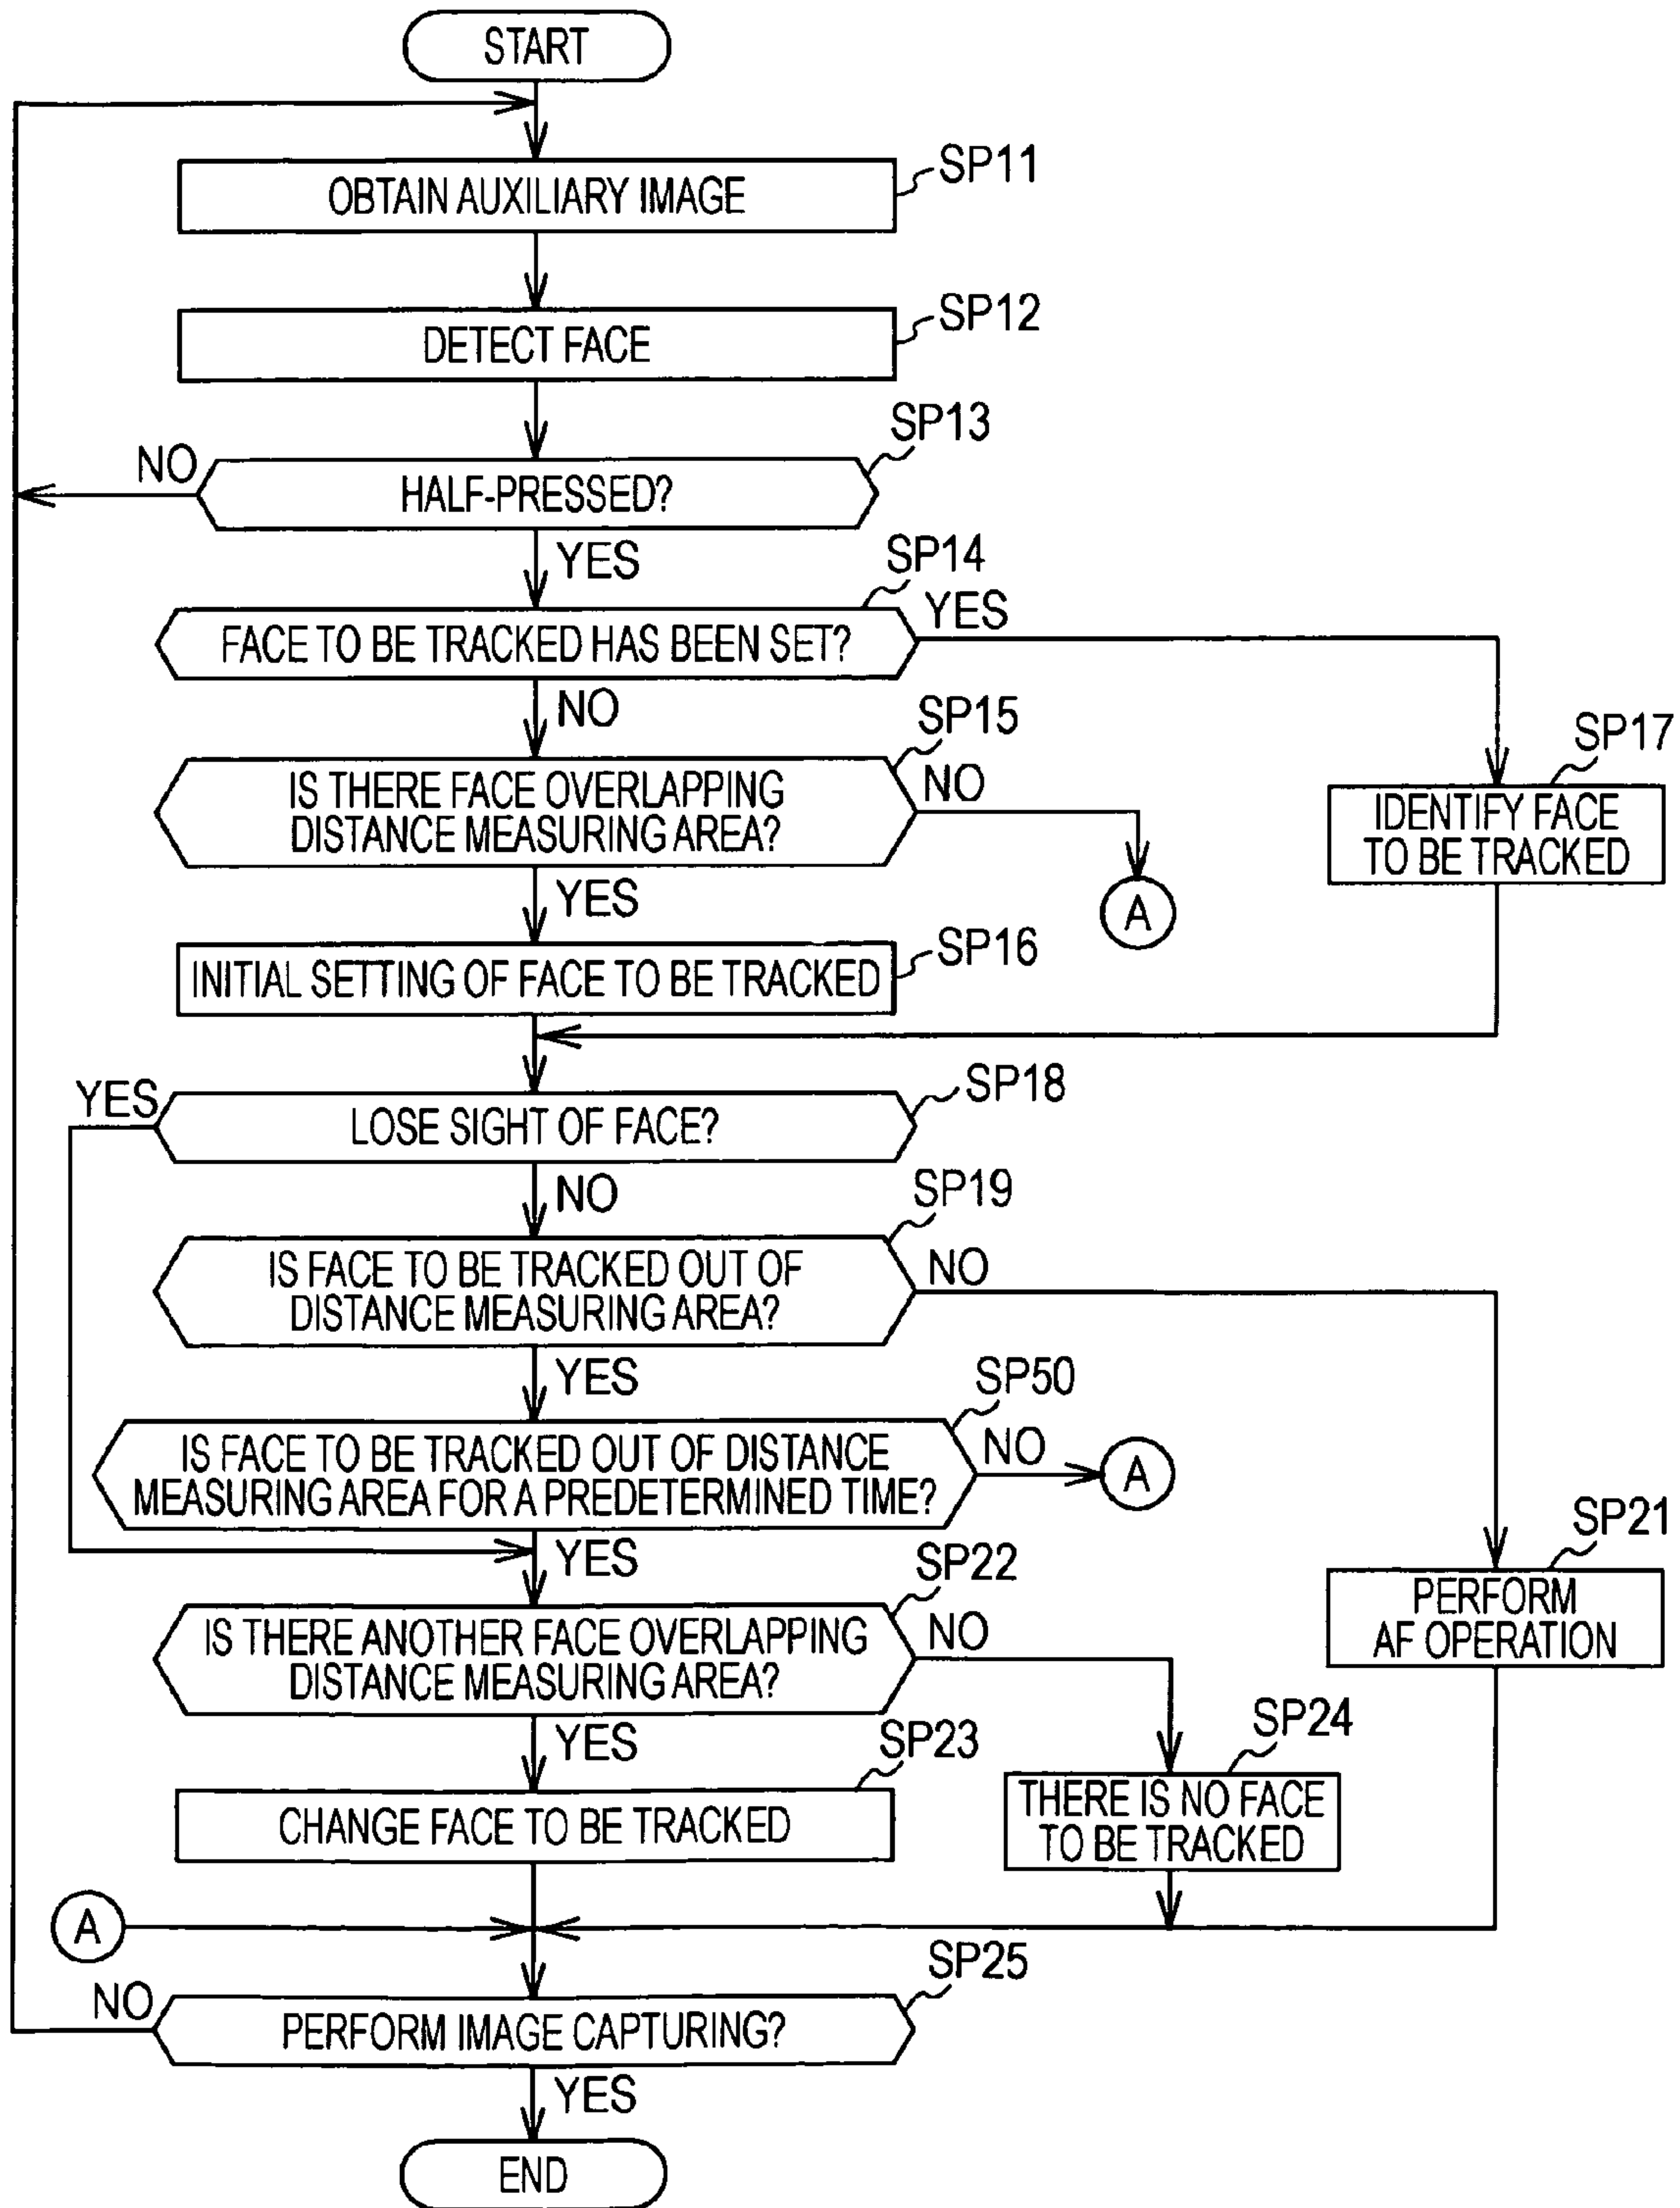 START
SP11
OBTAIN AUXILIARY IMAGE
SP12
DETECT FACE
SP13
NO
HALF-PRESSED?
YES
SP14
YES
FACE TO BE TRACKED HAS BEEN SET?
NO
SP15
NO
IS THERE FACE OVERLAPPING
DISTANCE MEASURING AREA?
SP17
IDENTIFY FACE
TO BE TRACKED
YES
A
SP16
INITIAL SETTING OF FACE TO BE TRACKED
SP18
YES
LOSE SIGHT OF FACE?
NO
SP19
NO
IS FACE TO BE TRACKED OUT OF
DISTANCE MEASURING AREA?
YES
SP50
NO
IS FACE TO BE TRACKED OUT OF DISTANCE
MEASURING AREA FOR A PREDETERMINED TIME?
A
SP21
PERFORM
AF OPERATION
YES
SP22
NO
IS THERE ANOTHER FACE OVERLAPPING
DISTANCE MEASURING AREA?
YES
SP23
SP24
CHANGE FACE TO BE TRACKED
THERE IS NO FACE
TO BE TRACKED
A
SP25
NO
PERFORM IMAGE CAPTURING?
YES
END